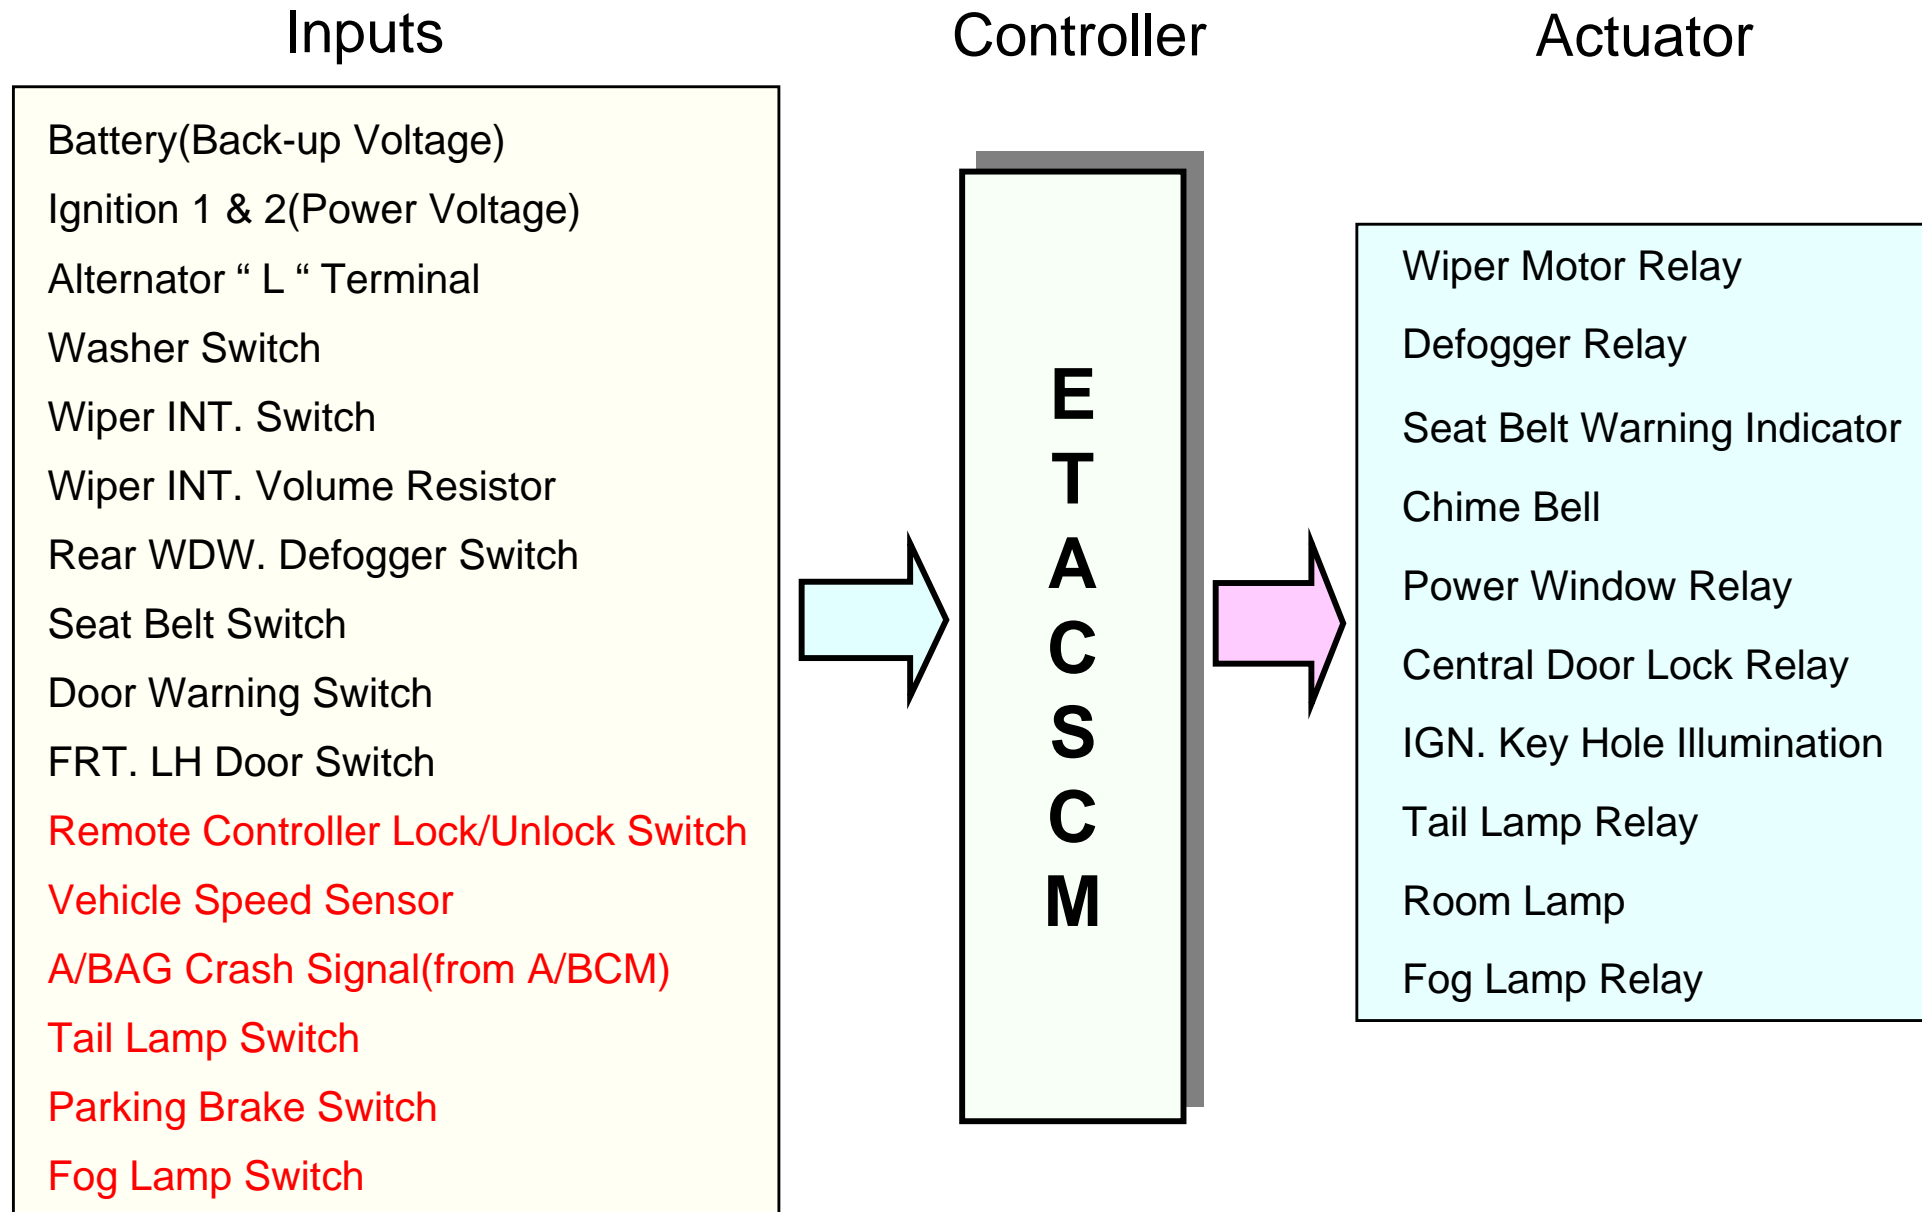 Inputs
Controller
Actuator
Battery(Back-up Voltage)
Ignition 1 & 2(Power Voltage)
Alternator “ L “ Terminal
Washer Switch
Wiper INT. Switch
Wiper INT. Volume Resistor
Rear WDW. Defogger Switch
Seat Belt Switch
Door Warning Switch
FRT. LH Door Switch
Remote Controller Lock/Unlock Switch
Vehicle Speed Sensor
A/BAG Crash Signal(from A/BCM)
Tail Lamp Switch
Parking Brake Switch
Fog Lamp Switch
E
T
A
C
S
C
M
Wiper Motor Relay
Defogger Relay
Seat Belt Warning Indicator
Chime Bell
Power Window Relay
Central Door Lock Relay
IGN. Key Hole Illumination
Tail Lamp Relay
Room Lamp
Fog Lamp Relay